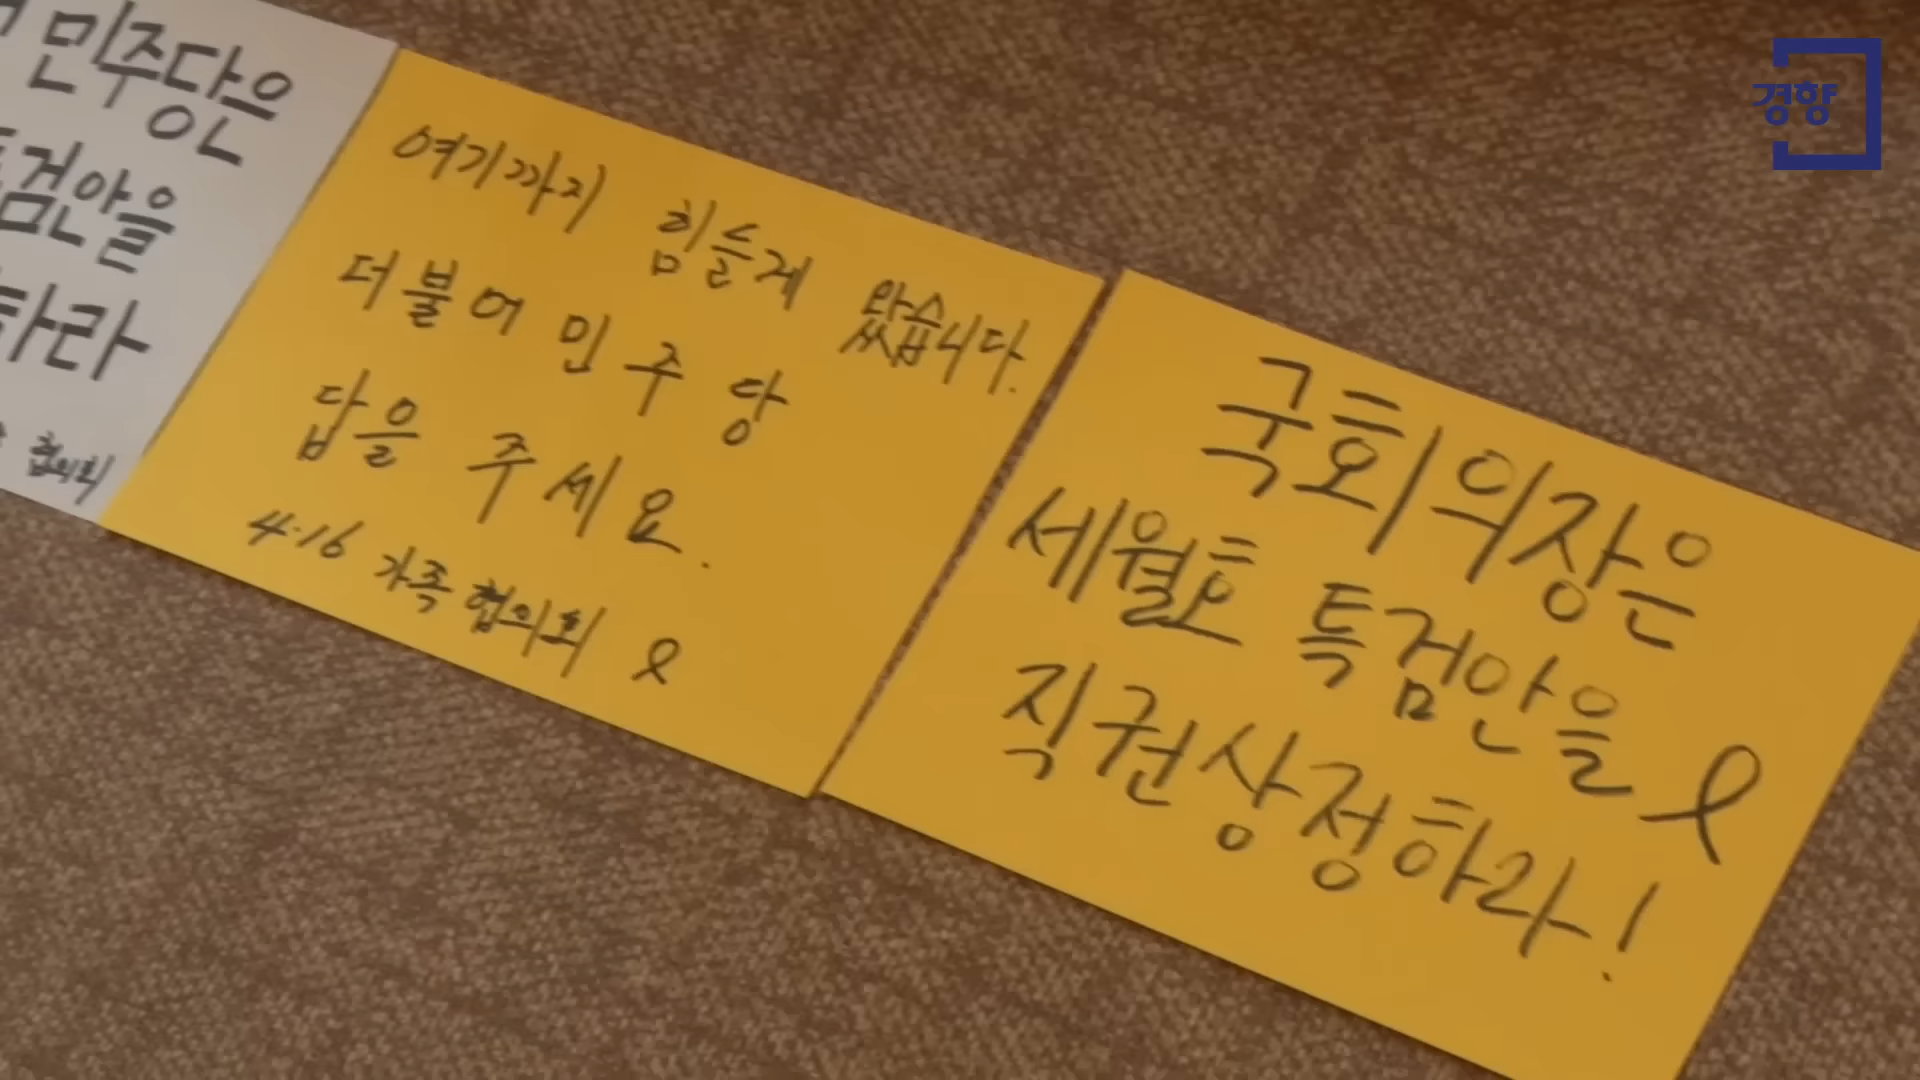 민주당은
특검안을
하라
협의회
여기까지 힘들게 왔습니다.
더불어민주당
답을 주세요.
4.16 가족협의회
국회의장은
세월호 특검안을
직권상정하라!
경향